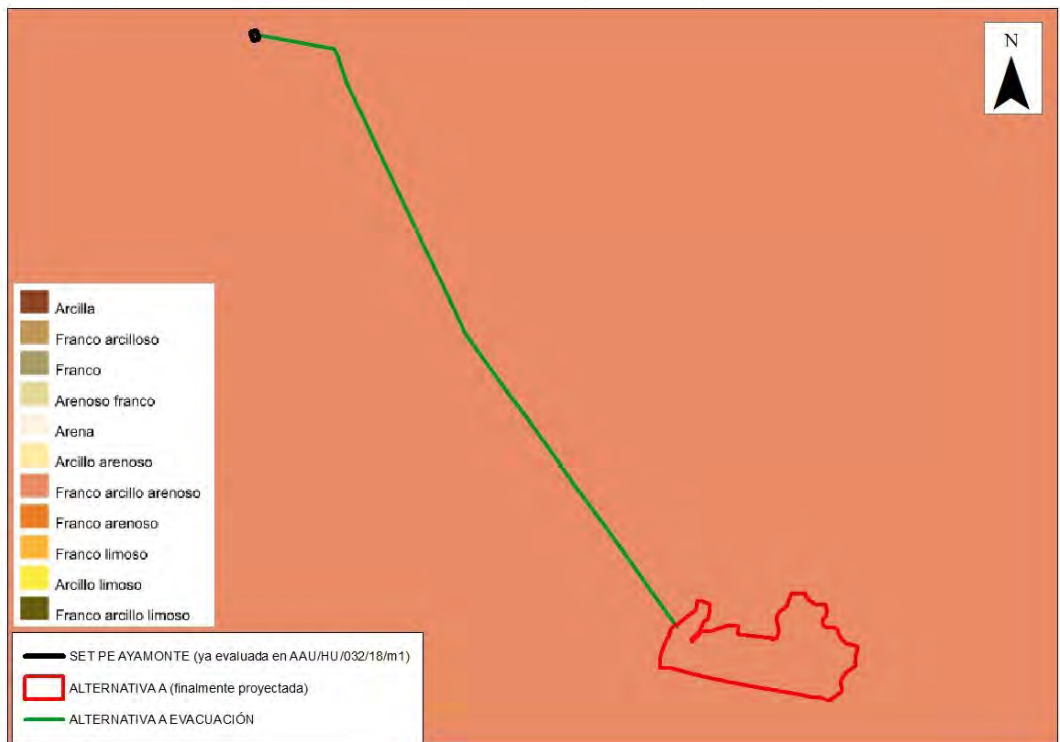 N
Arcilla
Franco arcilloso
Franco
Arenoso franco
Arena
Arcillo arenoso
Franco arcillo arenoso
Franco arenoso
Franco limoso
Arcillo limoso
Franco arcillo limoso
SET PE AYAMONTE (ya evaluada en AAU/HU/032/18/m1)
ALTERNATIVA A (finalmente proyectada)
ALTERNATIVA A EVACUACIÓN